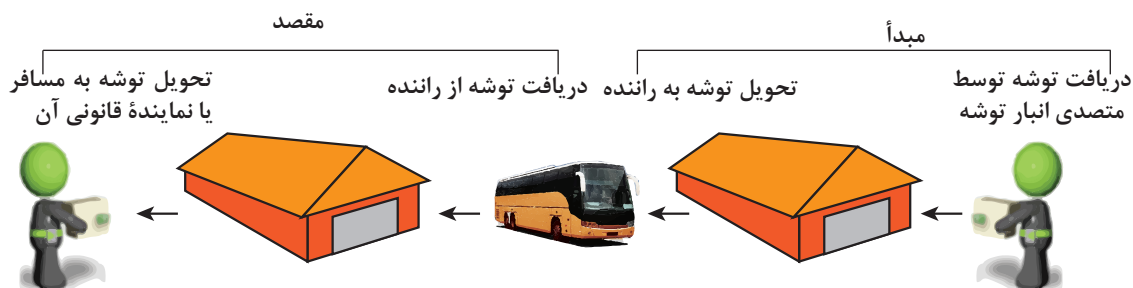 مبدأ
دریافت توشه توسط
متصدی انبار توشه
تحویل توشه به راننده
مقصد
دریافت توشه از راننده
تحویل توشه به مسافر
یا نمایندهٔ قانونی آن